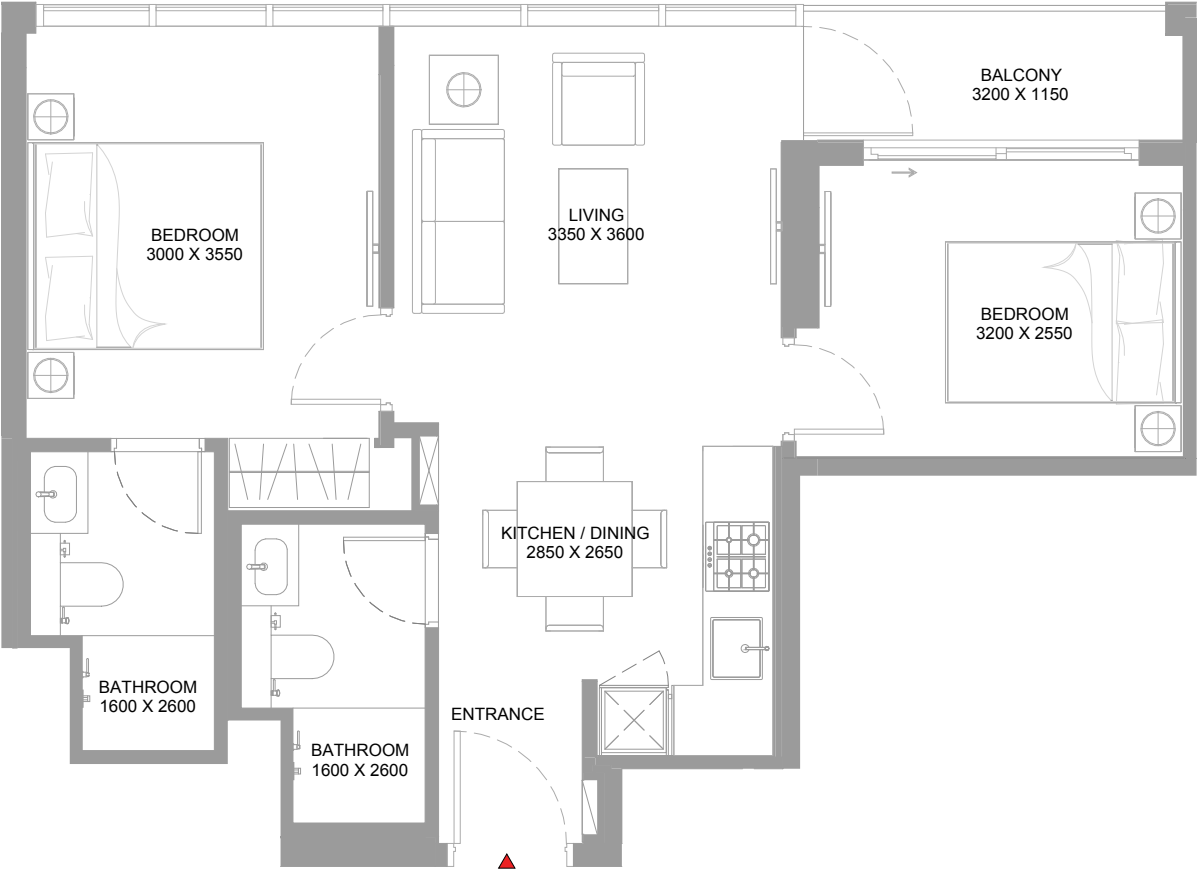 BALCONY
3200 X 1150
LIVING
3350 X 3600
BEDROOM
3000 X 3550
BEDROOM
3200 X 2550
KITCHEN / DINING
2850 X 2650
BATHROOM
1600 X 2600
ENTRANCE
BATHROOM
1600 X 2600